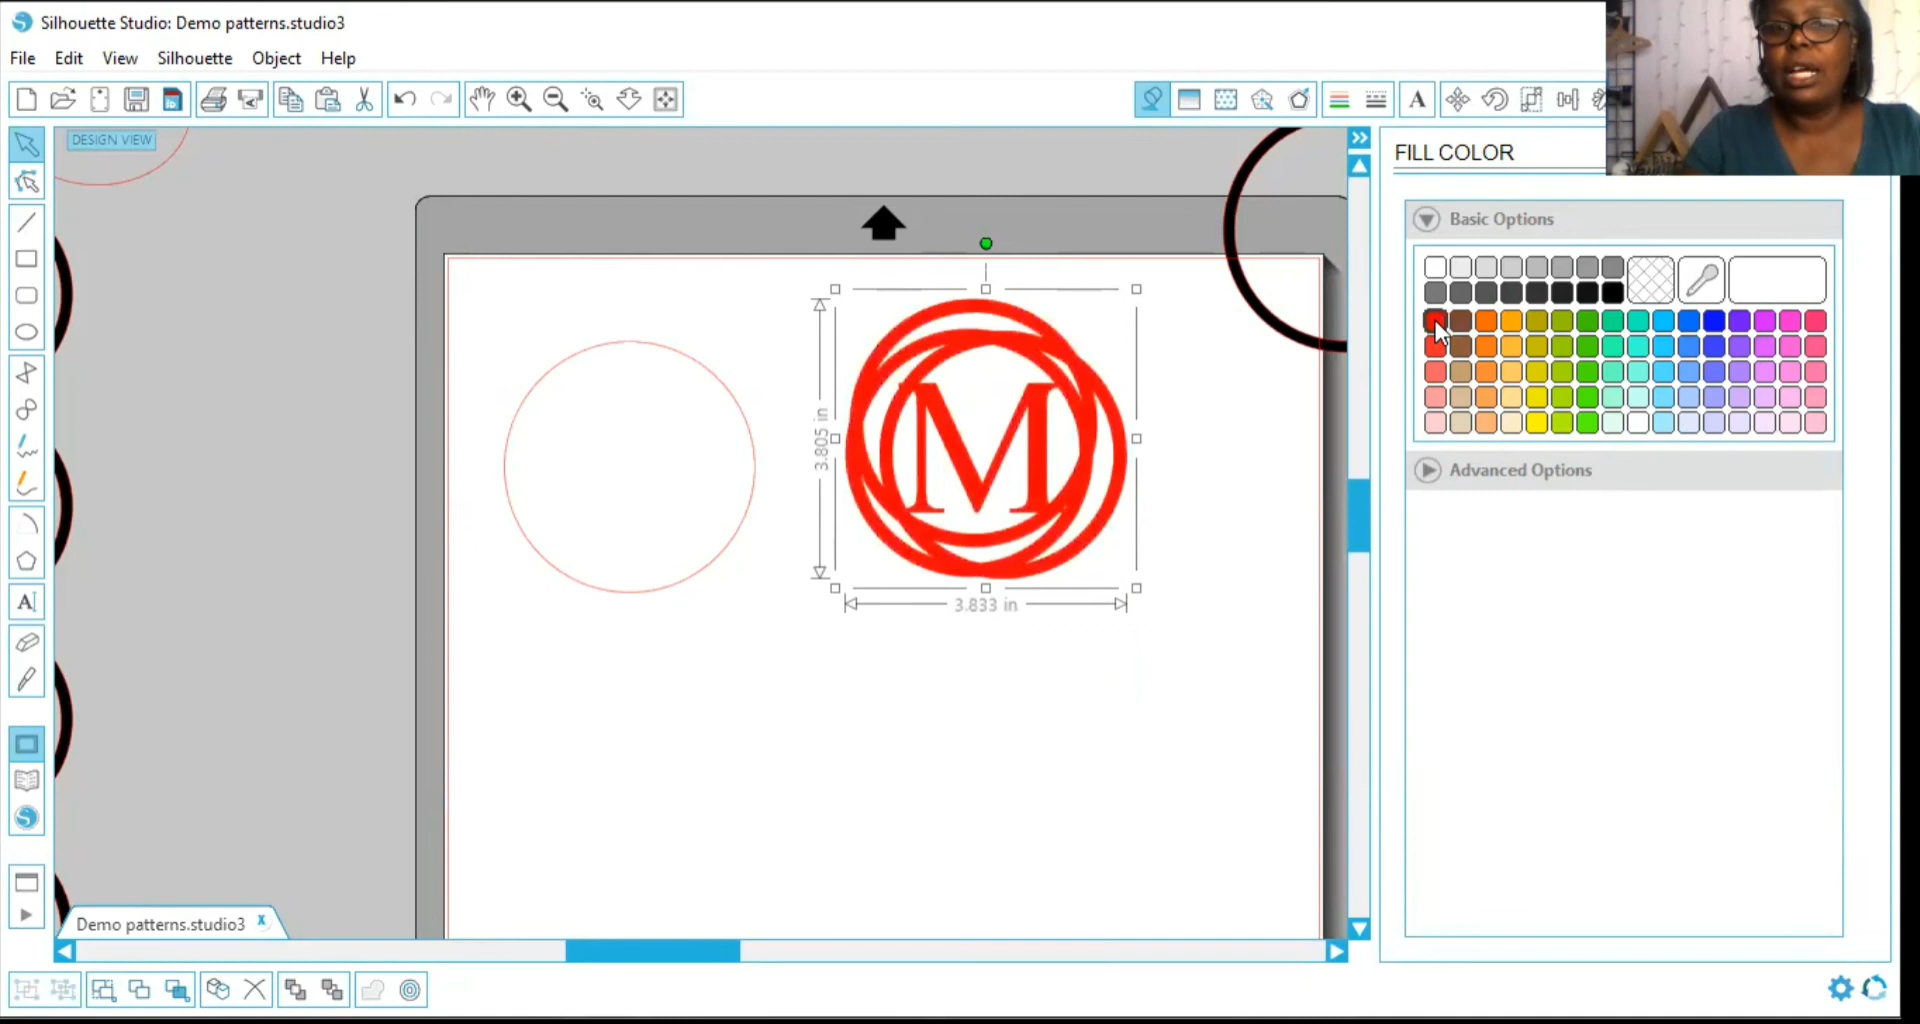 Silhouette Studio: Demo patterns.studio3
File Edit View Silhouette Object Help
DESIGN VIEW
FILL COLOR
Basic Options
Advanced Options
M
3.805 in
3.833 in
Demo patterns.studio3 x